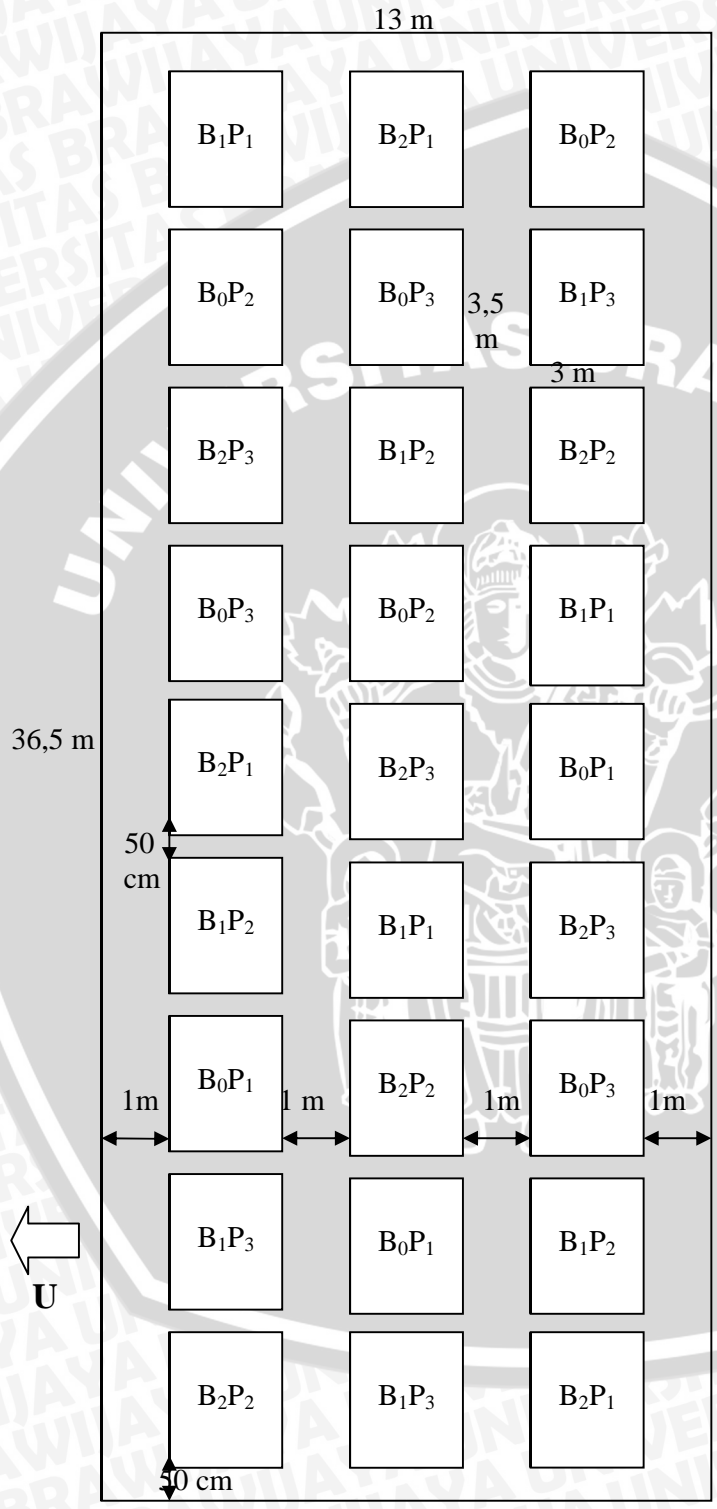 13 m
B₁P₁ B₂P₁ B₀P₂
B₀P₂ B₀P₃ B₁P₃
3,5
m
3 m
B₂P₃ B₁P₂ B₂P₂
B₀P₃ B₀P₂ B₁P₁
36,5 m
B₂P₁ B₂P₃ B₀P₁
50
cm
B₁P₂ B₁P₁ B₂P₃
B₀P₁ B₂P₂ B₀P₃
1m 1 m 1m 1m
B₁P₃ B₀P₁ B₁P₂
U
B₂P₂ B₁P₃ B₂P₁
50 cm